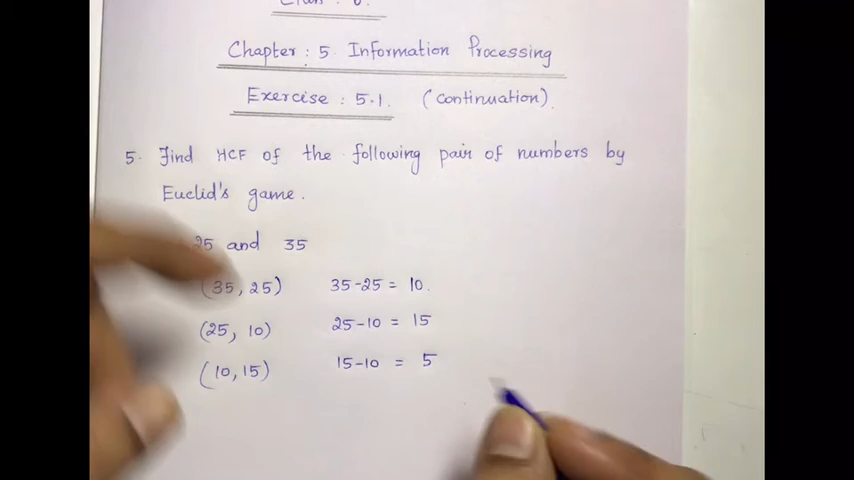 Chapter : 5 Information Processing
Exercise : 5.1. (continuation).
5. Find HCF of the following pair of numbers by
Euclid's game.
25 and 35
(35, 25) 35-25 = 10.
(25, 10) 25-10 = 15
(10, 15) 15-10 = 5